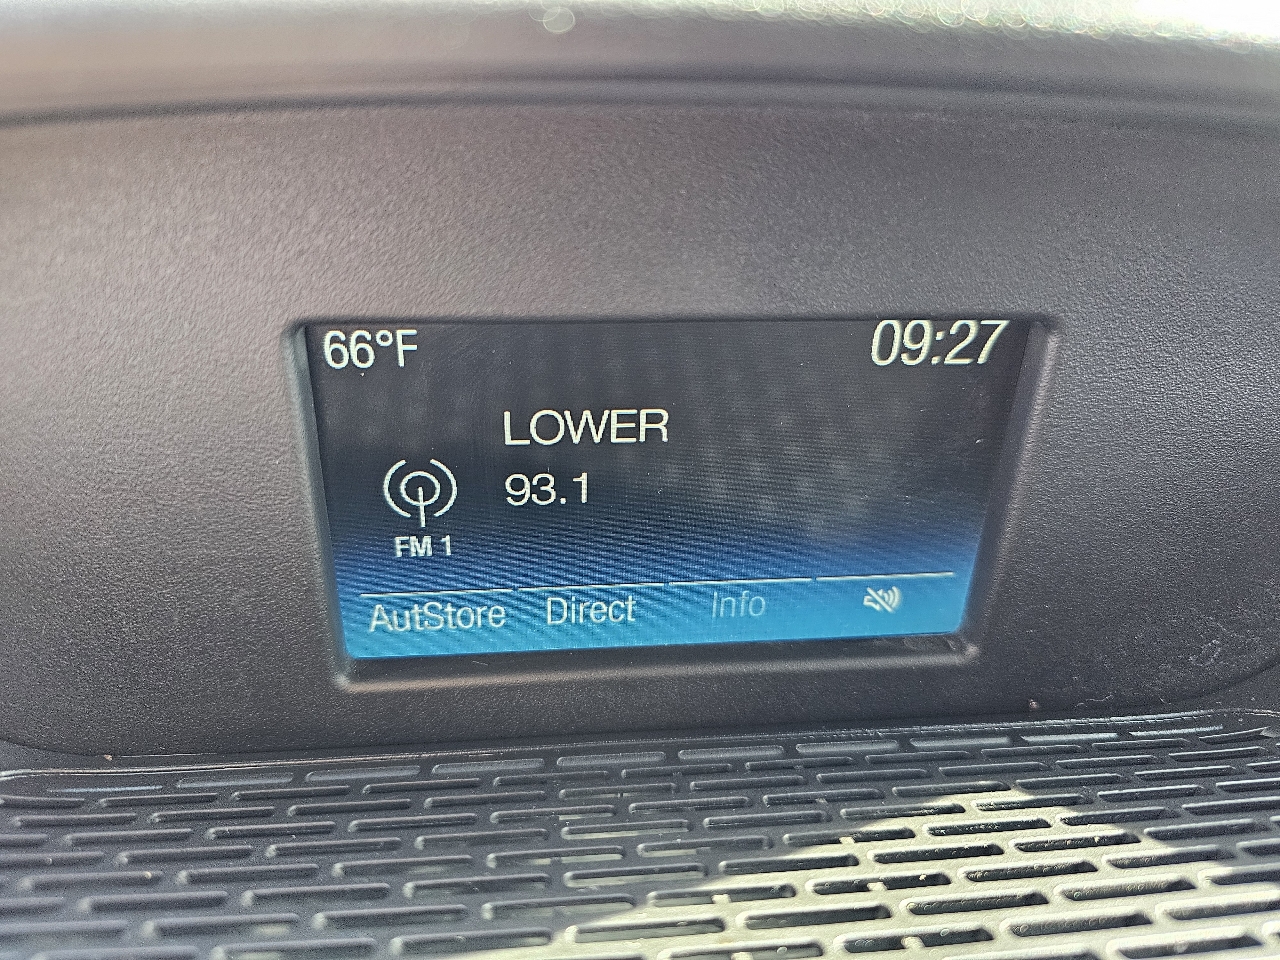 66°F 09:27
LOWER
93.1
FM 1
AutStore Direct Info